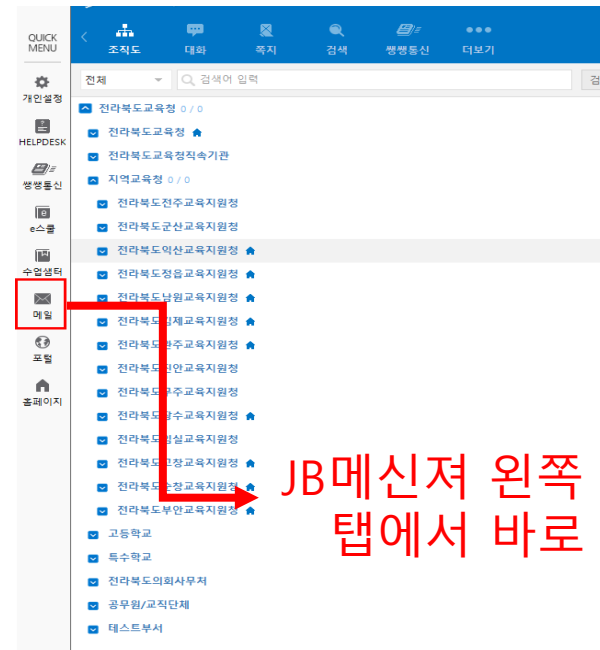 QUICK
MENU
개인설정
HELPDESK
쌩쌩통신
e스쿨
수업샘터
메일
포털
홈페이지
조직도 대화 쪽지 검색 쌩쌩통신 더보기
전체 검색어 입력 검
전라북도교육청 0 / 0
전라북도교육청
전라북도교육청직속기관
지역교육청 0 / 0
전라북도전주교육지원청
전라북도군산교육지원청
전라북도익산교육지원청
전라북도정읍교육지원청
전라북도남원교육지원청
전라북도김제교육지원청
전라북도완주교육지원청
전라북도진안교육지원청
전라북도무주교육지원청
전라북도장수교육지원청
전라북도임실교육지원청
전라북도고창교육지원청
전라북도순창교육지원청
전라북도부안교육지원청
고등학교
특수학교
전라북도의회사무처
공무원/교직단체
테스트부서
JB메신져 왼쪽
탭에서 바로